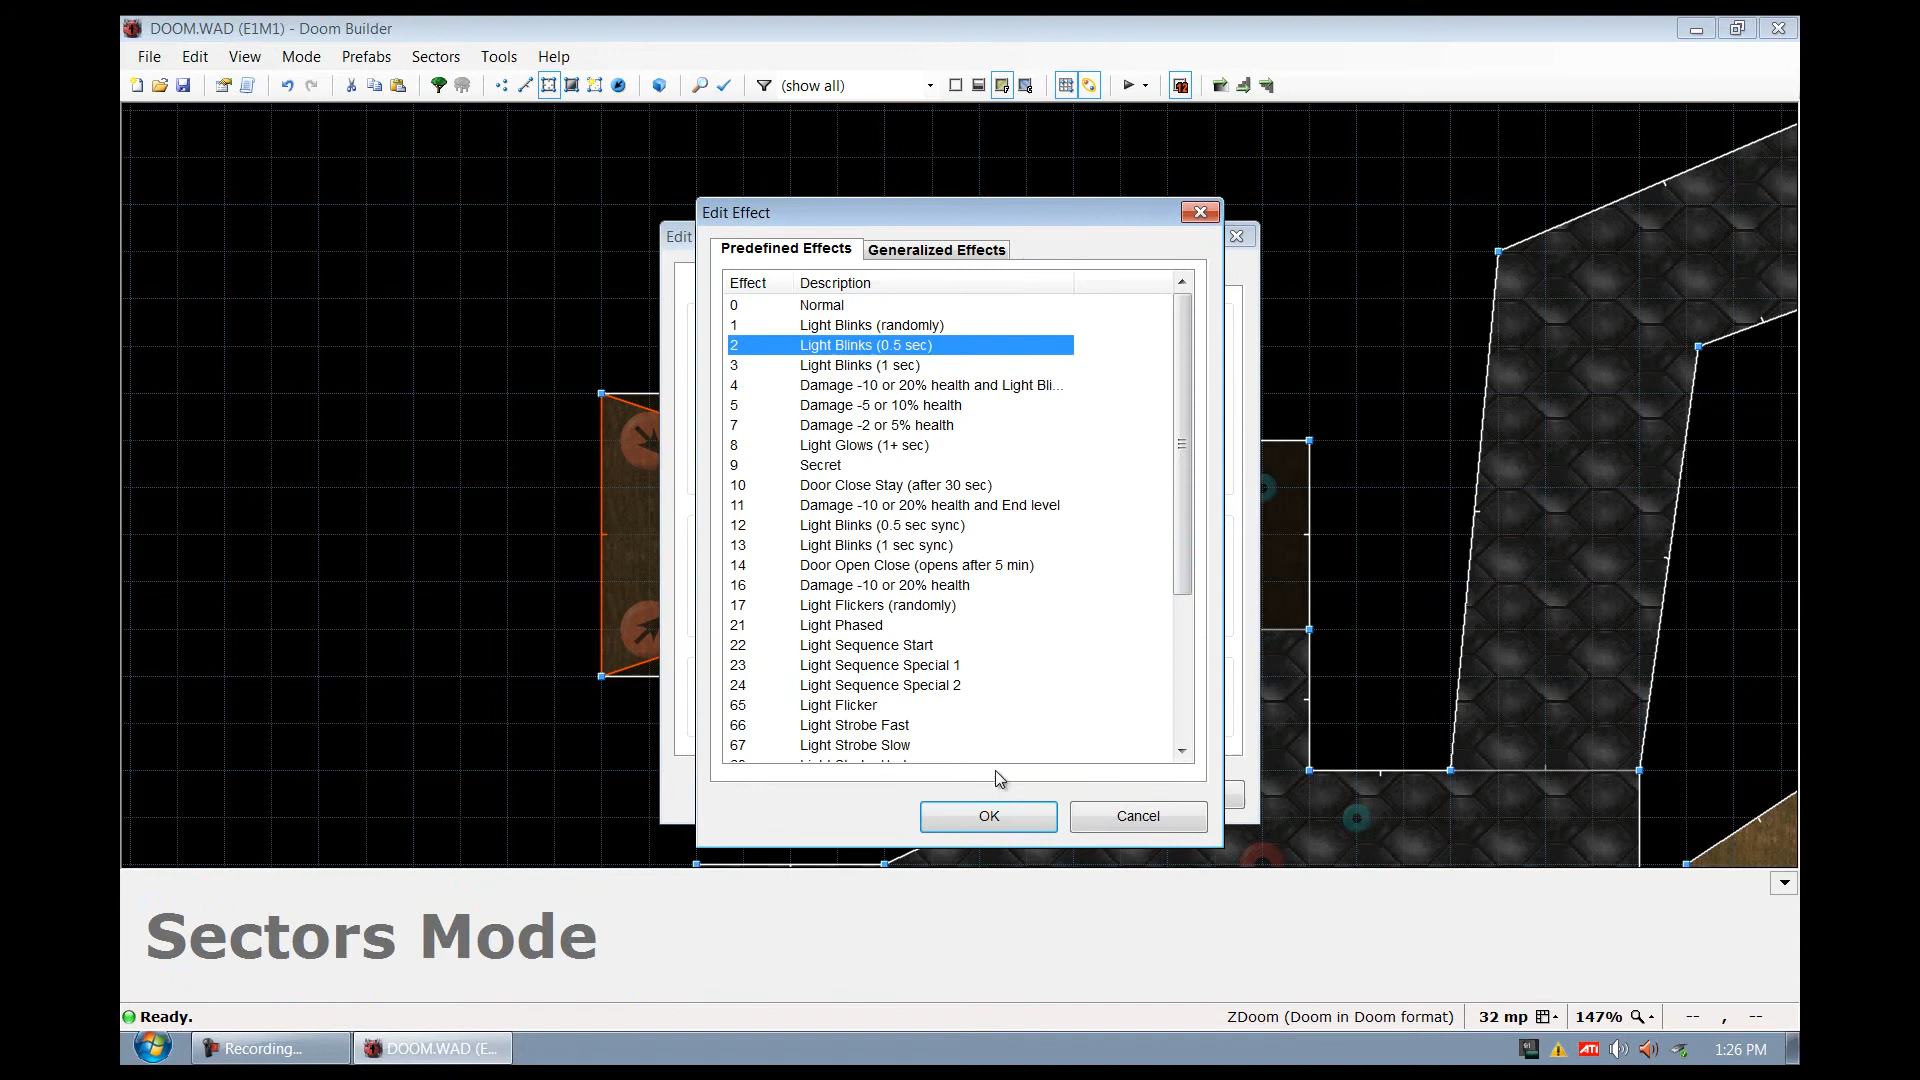 DOOM.WAD (E1M1) - Doom Builder
File Edit View Mode Prefabs Sectors Tools Help
(show all)
Edit Effect
Edit
Predefined Effects Generalized Effects
Effect Description
0 Normal
1 Light Blinks (randomly)
2 Light Blinks (0.5 sec)
3 Light Blinks (1 sec)
4 Damage -10 or 20% health and Light Bli...
5 Damage -5 or 10% health
7 Damage -2 or 5% health
8 Light Glows (1+ sec)
9 Secret
10 Door Close Stay (after 30 sec)
11 Damage -10 or 20% health and End level
12 Light Blinks (0.5 sec sync)
13 Light Blinks (1 sec sync)
14 Door Open Close (opens after 5 min)
16 Damage -10 or 20% health
17 Light Flickers (randomly)
21 Light Phased
22 Light Sequence Start
23 Light Sequence Special 1
24 Light Sequence Special 2
65 Light Flicker
66 Light Strobe Fast
67 Light Strobe Slow
OK Cancel
Sectors Mode
Ready.
ZDoom (Doom in Doom format) 32 mp 147% -- , --
Recording... DOOM.WAD (E... ATI 1:26 PM